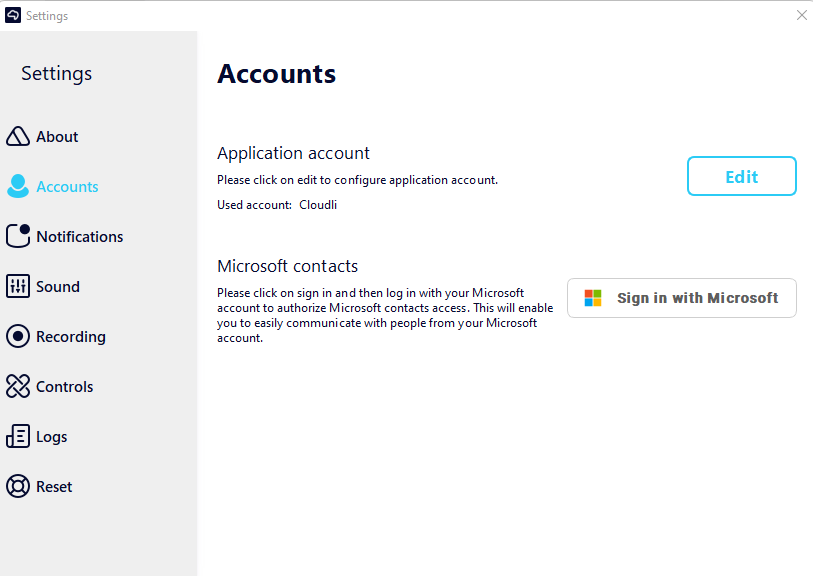 Settings
Settings
About
Accounts
Notifications
Sound
Recording
Controls
Logs
Reset
Accounts
Application account
Please click on edit to configure application account.
Used account: Cloudli
Edit
Microsoft contacts
Please click on sign in and then log in with your Microsoft
account to authorize Microsoft contacts access. This will enable
you to easily communicate with people from your Microsoft
account.
Sign in with Microsoft